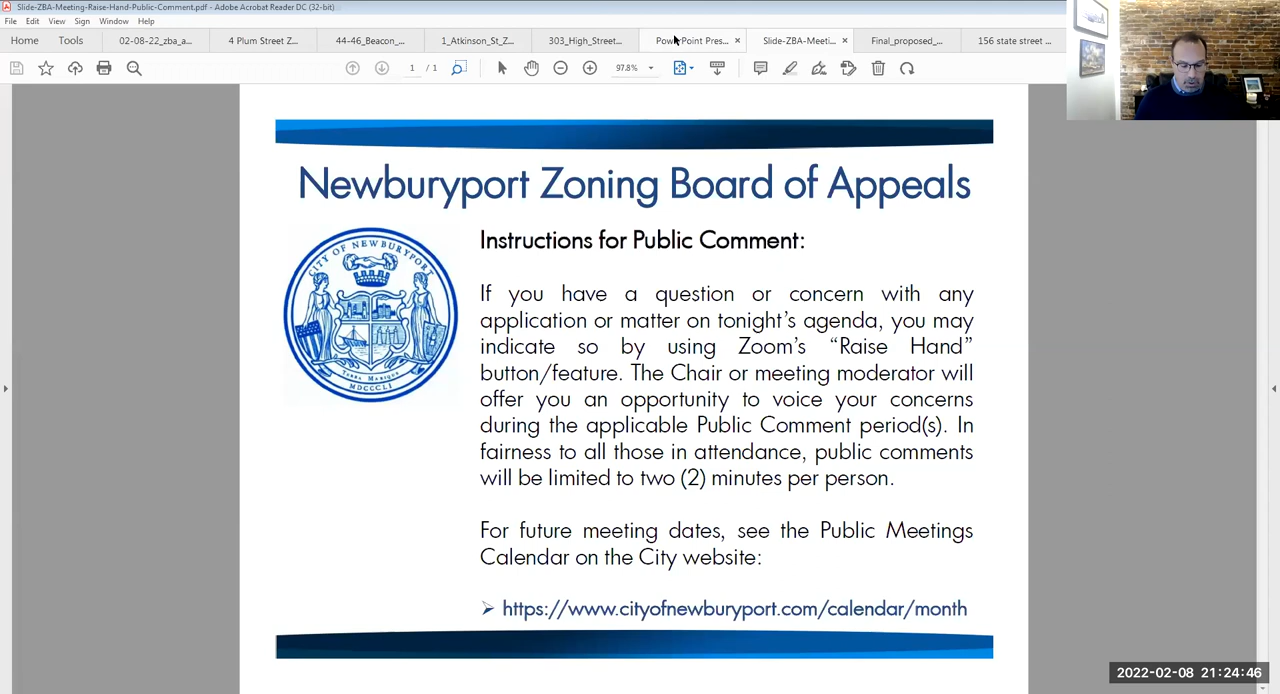 Slide-ZBA-Meeting-Raise-Hand-Public-Comment.pdf - Adobe Acrobat Reader DC (32-bit)
File Edit View Sign Window Help
Home Tools 02-08-22_zba_a... 4 Plum Street Z... 44-46_Beacon_... 1_Atkinson_St_Z... 303_High_Street... PowerPoint Pres... × Slide-ZBA-Meeti... × Final_proposed_... 156 state street ...
1 / 1 97.8%
Newburyport Zoning Board of Appeals
CITY OF NEWBURYPORT
TERRA MARIQUE
MDCCCLI
Instructions for Public Comment:
If you have a question or concern with any
application or matter on tonight's agenda, you may
indicate so by using Zoom's “Raise Hand”
button/feature. The Chair or meeting moderator will
offer you an opportunity to voice your concerns
during the applicable Public Comment period(s). In
fairness to all those in attendance, public comments
will be limited to two (2) minutes per person.
For future meeting dates, see the Public Meetings
Calendar on the City website:
➢ https://www.cityofnewburyport.com/calendar/month
2022-02-08 21:24:46